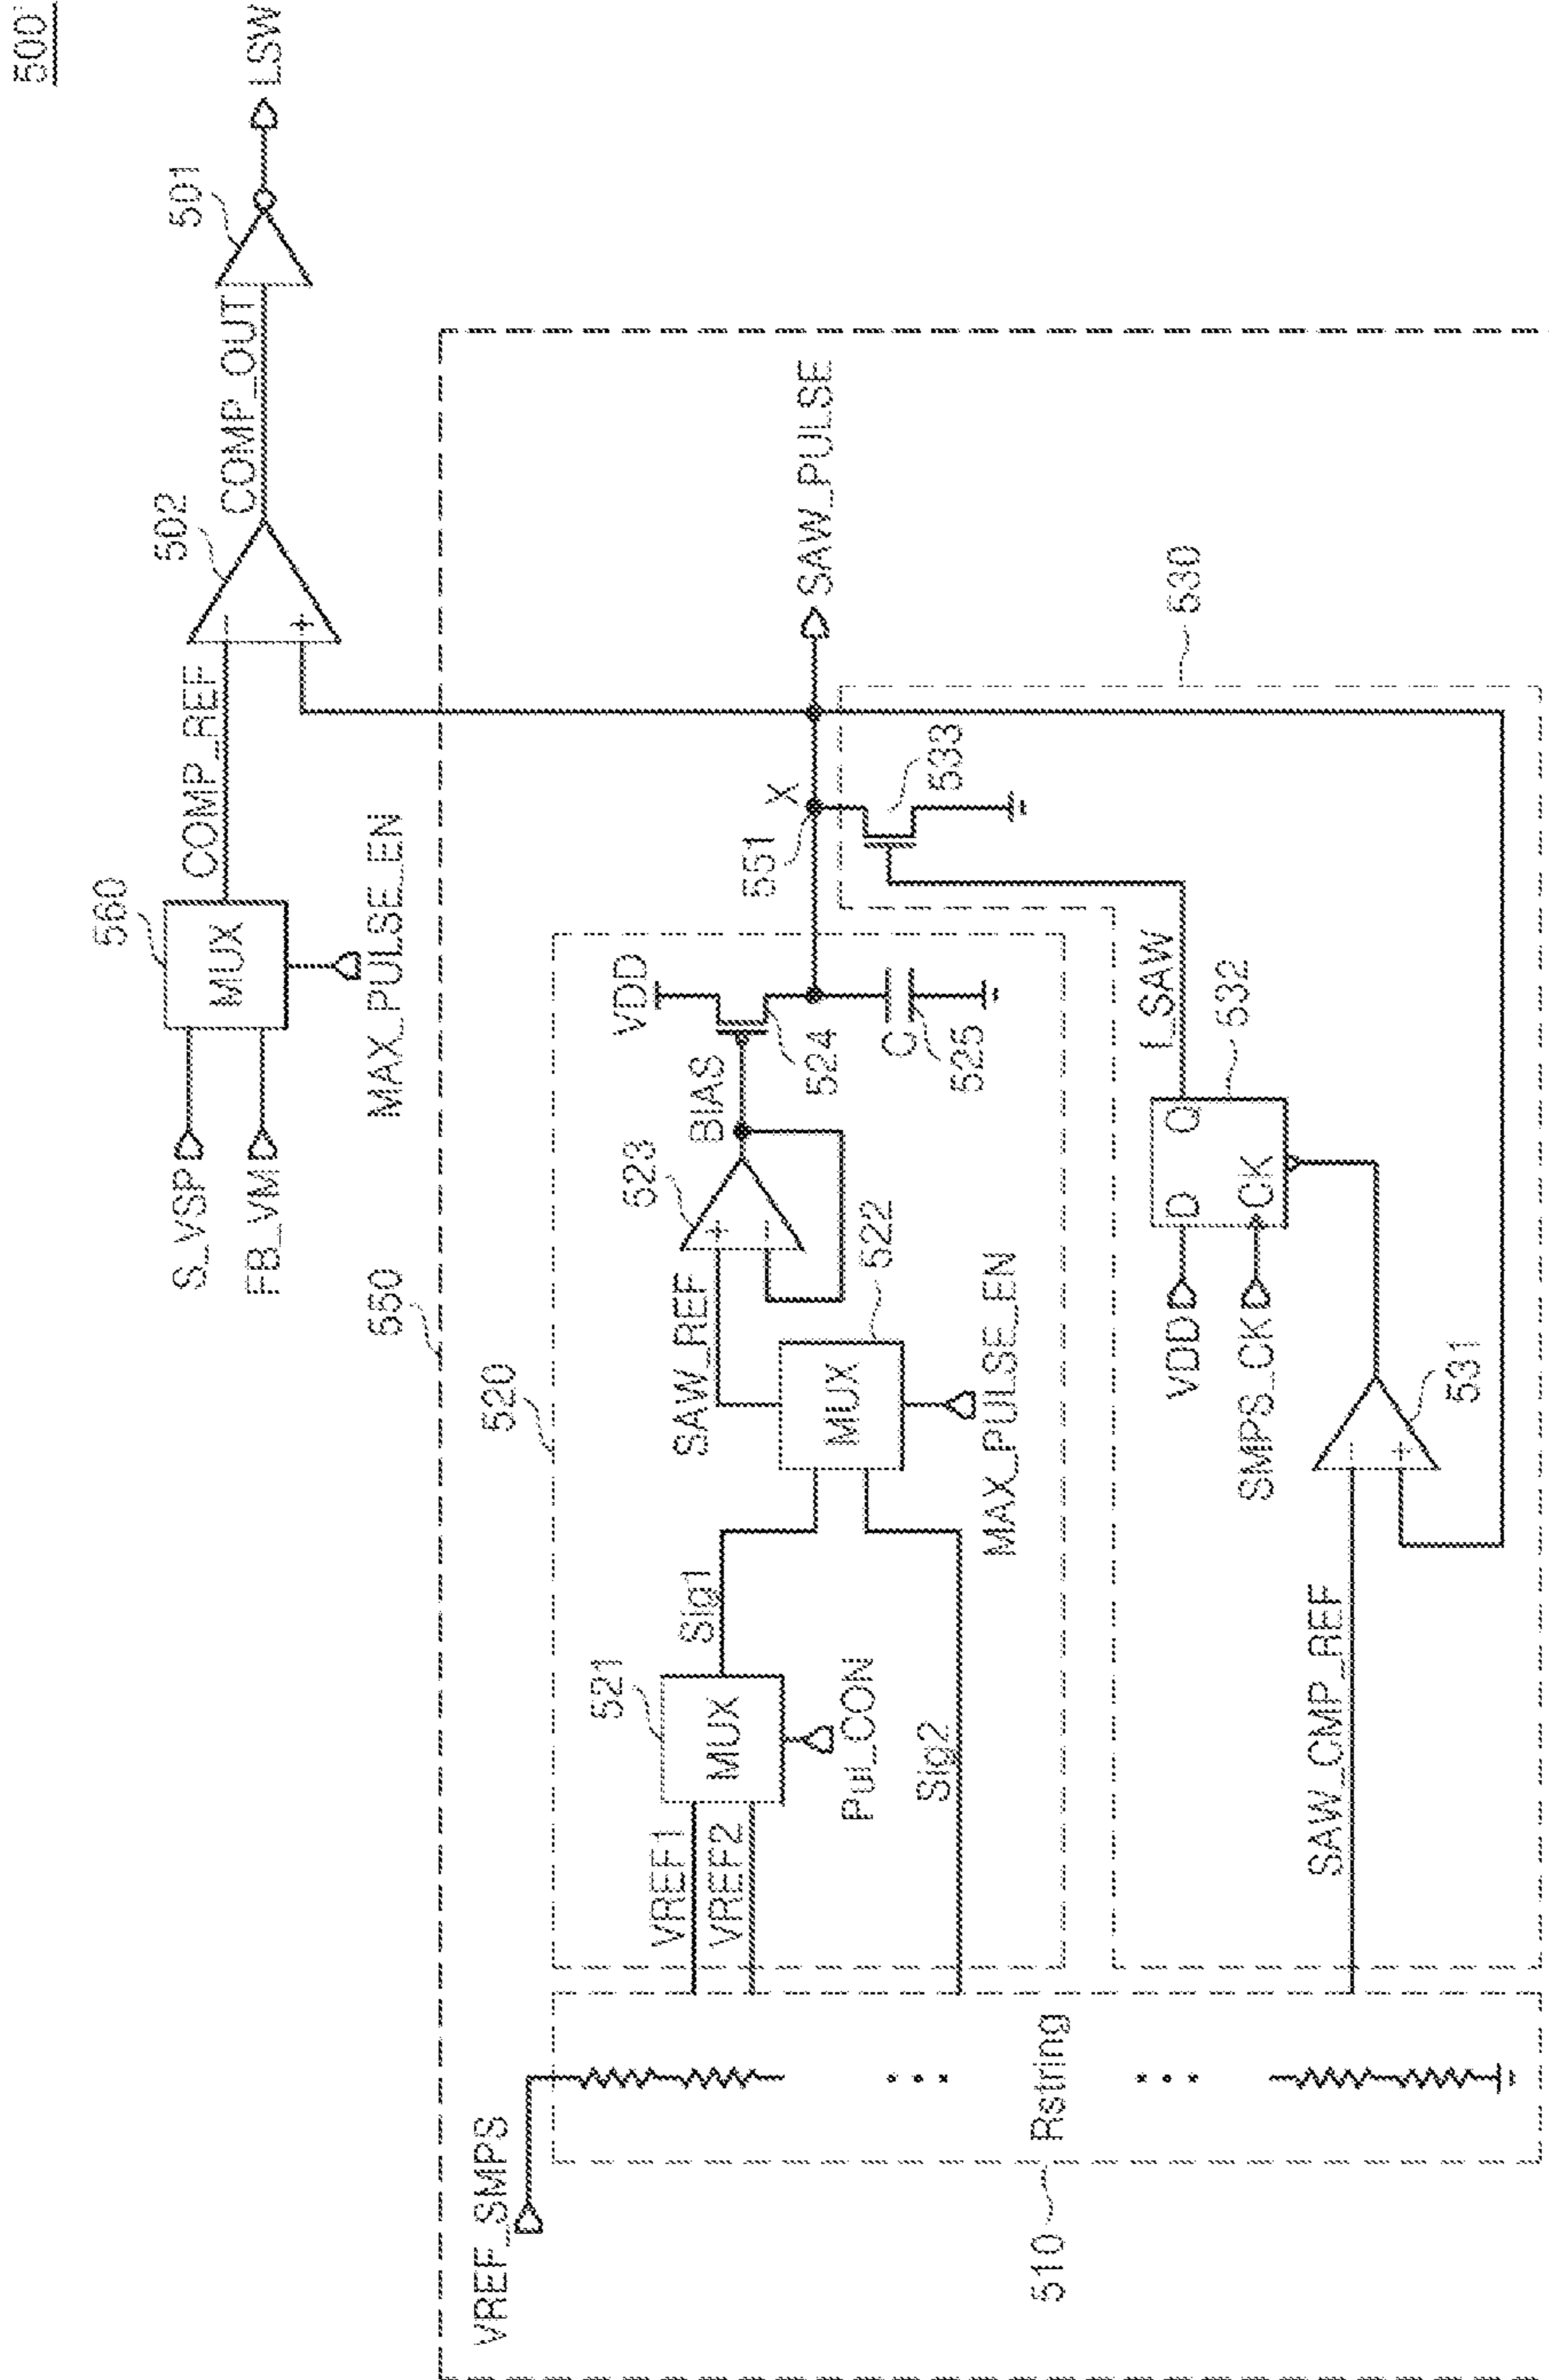 500
VREF_SMPS
510
Rstring
550
520
VREF1
VREF2
521
MUX
Pul_CON
Sig1
Sig2
SAW_REF
MUX
522
MAX_PULSE_EN
523
+
-
BIAS
VDD
524
C
525
551
X
SAW_PULSE
530
533
SAW_CMP_REF
-
+
531
VDD
SMPS_CK
D
Q
CK
532
I_SAW
S_VSP
FB_VM
560
MUX
MAX_PULSE_EN
COMP_REF
-
+
502
COMP_OUT
501
LSW